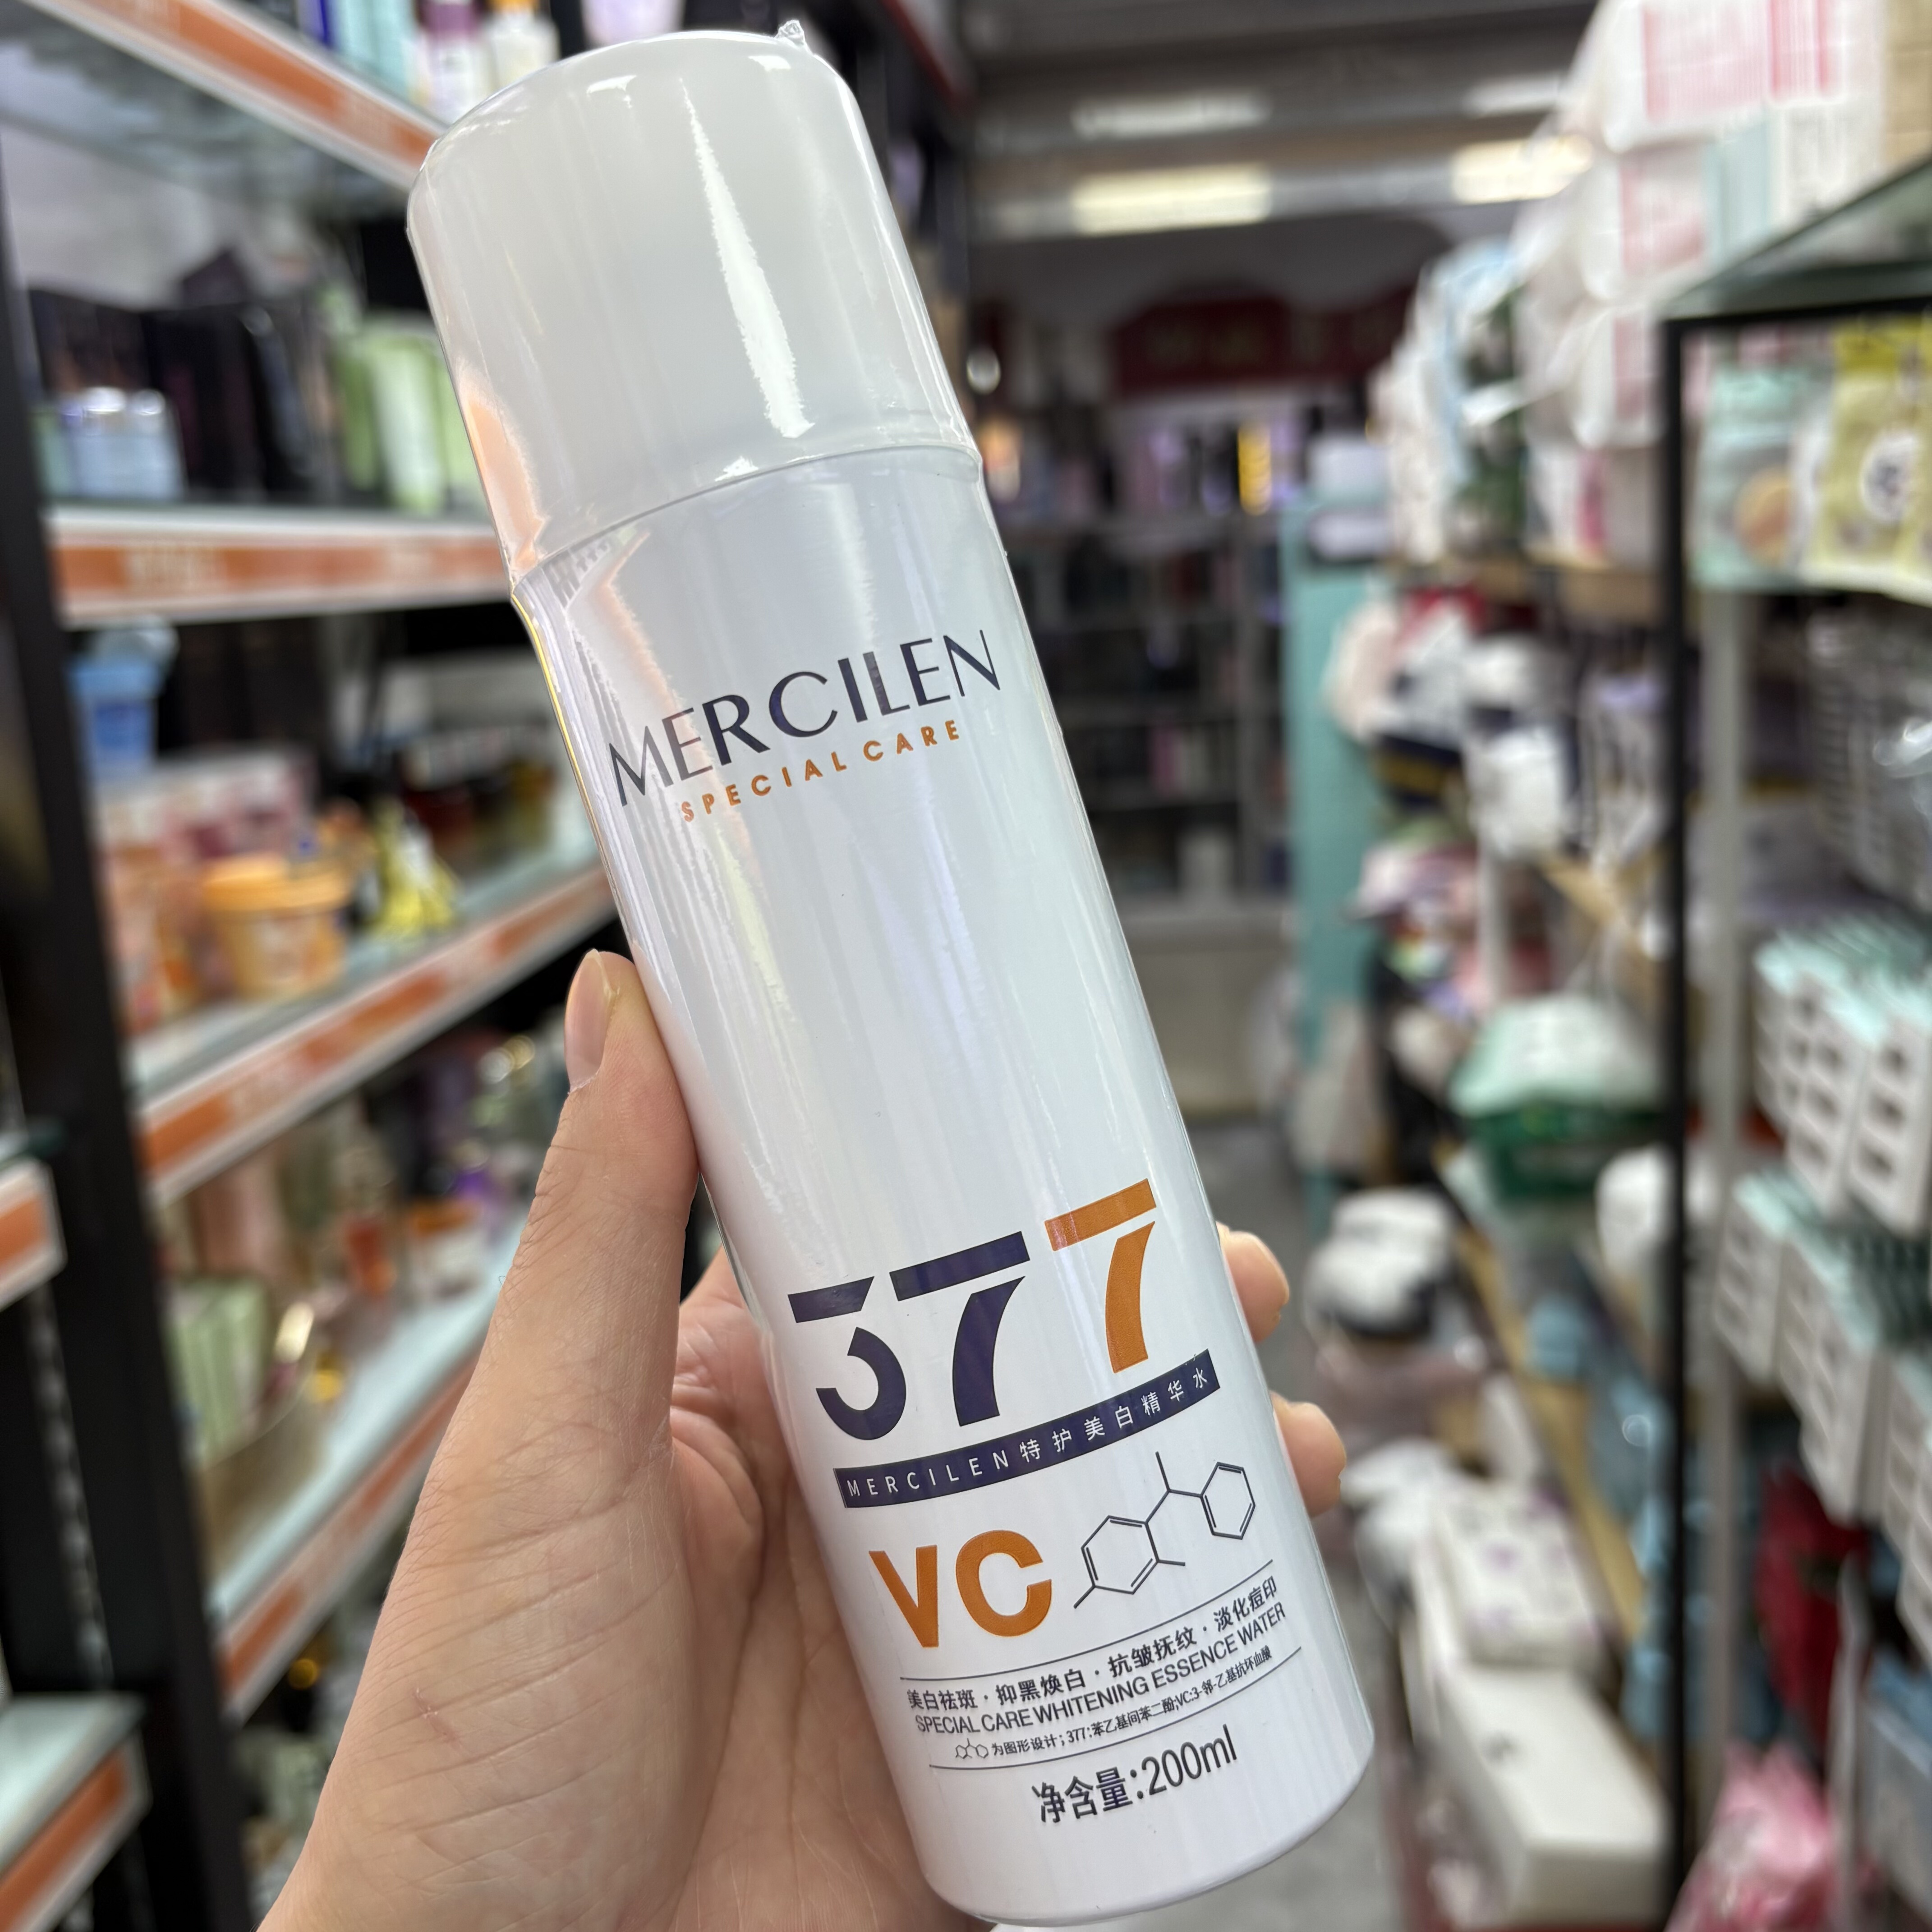 MERCILEN
SPECIAL CARE
377
MERCILEN特护美白精华水
VC
美白祛斑·抑黑焕白·抗皱抚纹·淡化痘印
SPECIAL CARE WHITENING ESSENCE WATER
为图形设计;377:苯乙基间苯二酚;VC:3-邻-乙基抗坏血酸
净含量:200ml